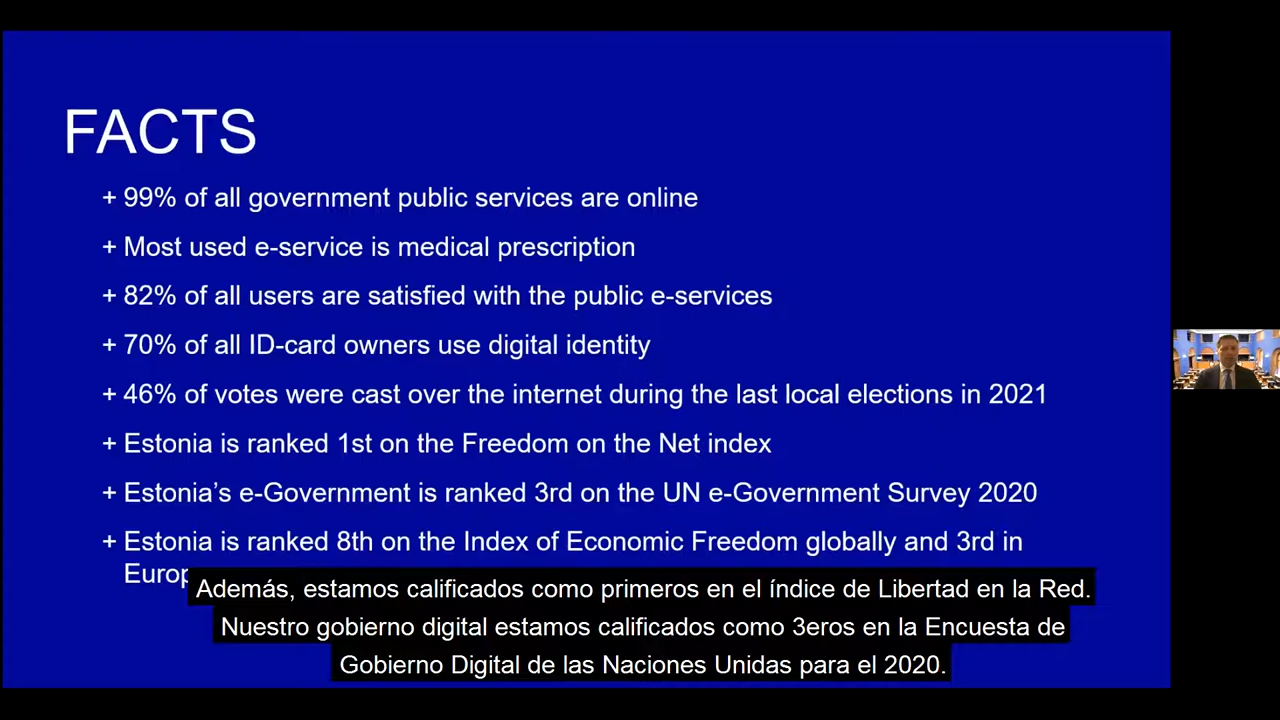 FACTS
+ 99% of all government public services are online
+ Most used e-service is medical prescription
+ 82% of all users are satisfied with the public e-services
+ 70% of all ID-card owners use digital identity
+ 46% of votes were cast over the internet during the last local elections in 2021
+ Estonia is ranked 1st on the Freedom on the Net index
+ Estonia’s e-Government is ranked 3rd on the UN e-Government Survey 2020
+ Estonia is ranked 8th on the Index of Economic Freedom globally and 3rd in
Además, estamos calificados como primeros en el índice de Libertad en la Red.
Nuestro gobierno digital estamos calificados como 3eros en la Encuesta de
Gobierno Digital de las Naciones Unidas para el 2020.